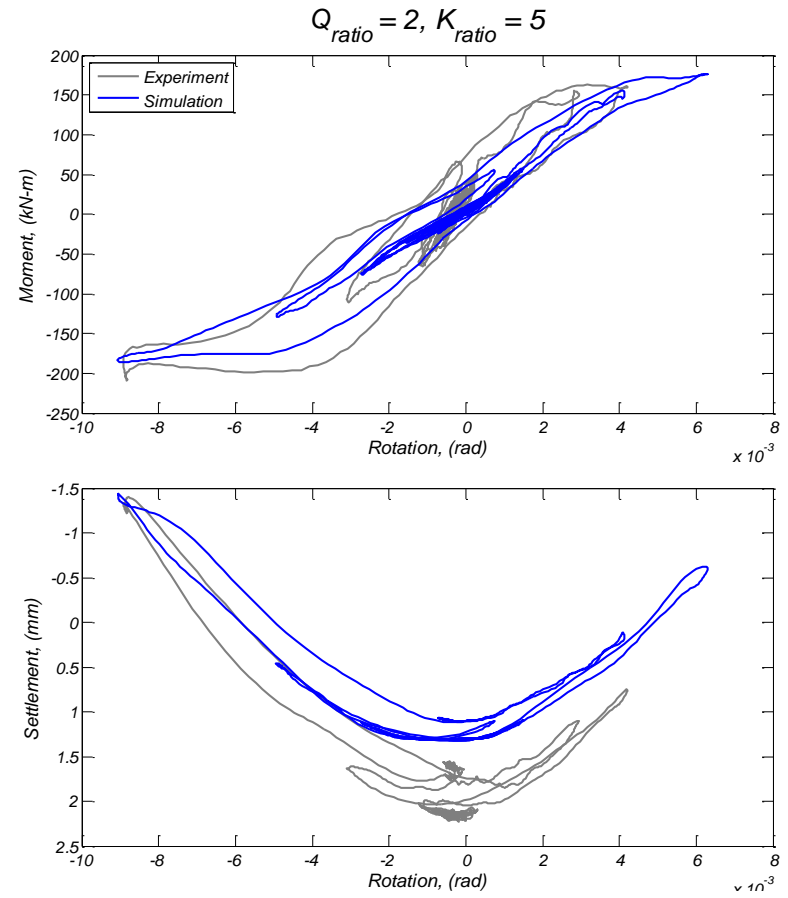 Q_ratio = 2, K_ratio = 5
200
150
100
50
0
-50
-100
-150
-200
-250
Moment, (kN-m)
Experiment
Simulation
-10 -8 -6 -4 -2 0 2 4 6 8
Rotation, (rad)
x 10^-3
-1.5
-1
-0.5
0
0.5
1
1.5
2
2.5
Settlement, (mm)
-10 -8 -6 -4 -2 0 2 4 6 8
Rotation, (rad)
x 10^-3